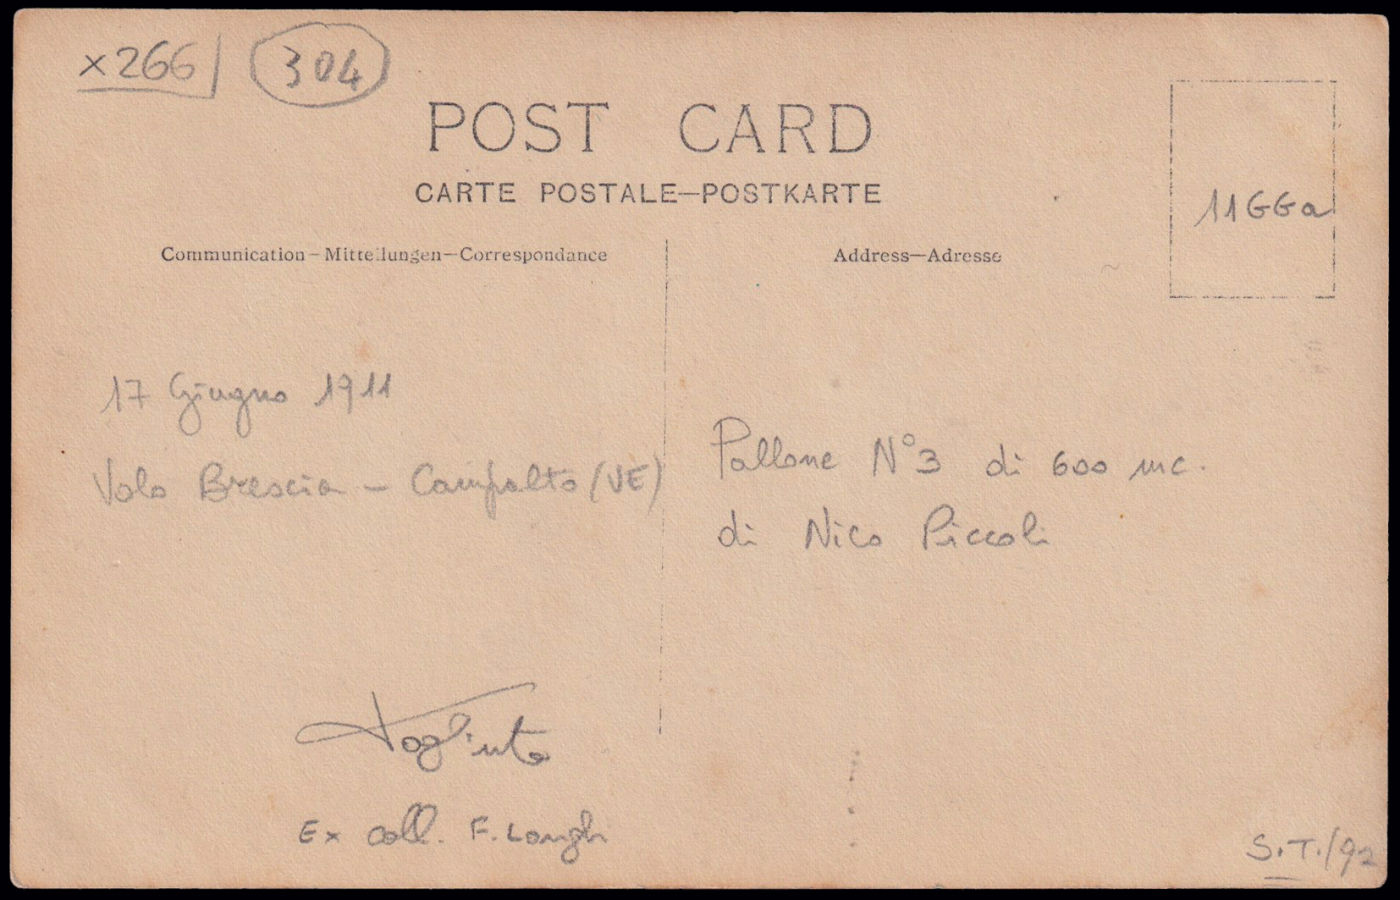 x266
304
POST CARD
CARTE POSTALE—POSTKARTE
Communication—Mitteilungen—Correspondance
Address—Adresse
11GGa
17 Giugno 1911
Volo Brescia – Campalto (VE)
Pallone N°3 di 600 mc.
di Nico Piccoli
Ex coll. F. Longhi
S.T./92